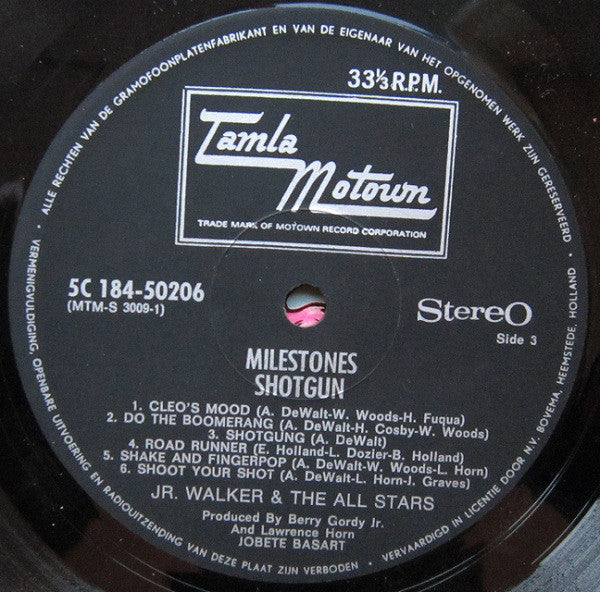 ALLE RECHTEN VAN DE GRAMOFOONPLATENFABRIKANT EN VAN DE EIGENAAR VAN HET OPGENOMEN WERK ZIJN GERESERVEERD
33⅓ R.P.M.
Tamla
Motown
TRADE MARK OF MOTOWN RECORD CORPORATION
5C 184-50206
(MTM-S 3009-1)
StereO
Side 3
MILESTONES
SHOTGUN
1. CLEO'S MOOD (A. DeWALT-W. WOODS-H. FUQUA)
2. DO THE BOOMERANG (A. DeWALT-H. COSBY-W. WOODS)
3. SHOTGUNG (A. DeWALT)
4. ROAD RUNNER (E. HOLLAND-L. DOZIER-B. HOLLAND)
5. SHAKE AND FINGERPOP (A. DeWALT-W. WOODS-L. HORN)
6. SHOOT YOUR SHOT (A. DeWALT-L. HORN-J. GRAVES)
JR. WALKER & THE ALL STARS
Produced By Berry Gordy Jr.
And Lawrence Horn
JOBETE BASART
• VERMENIGVULDIGING, OPENBARE UITVOERING EN RADIOUITZENDING VAN DEZE PLAAT ZIJN VERBODEN •
VERVAARDIGD IN LICENTIE DOOR N.V. BOVEMA, HEEMSTEDE, HOLLAND •